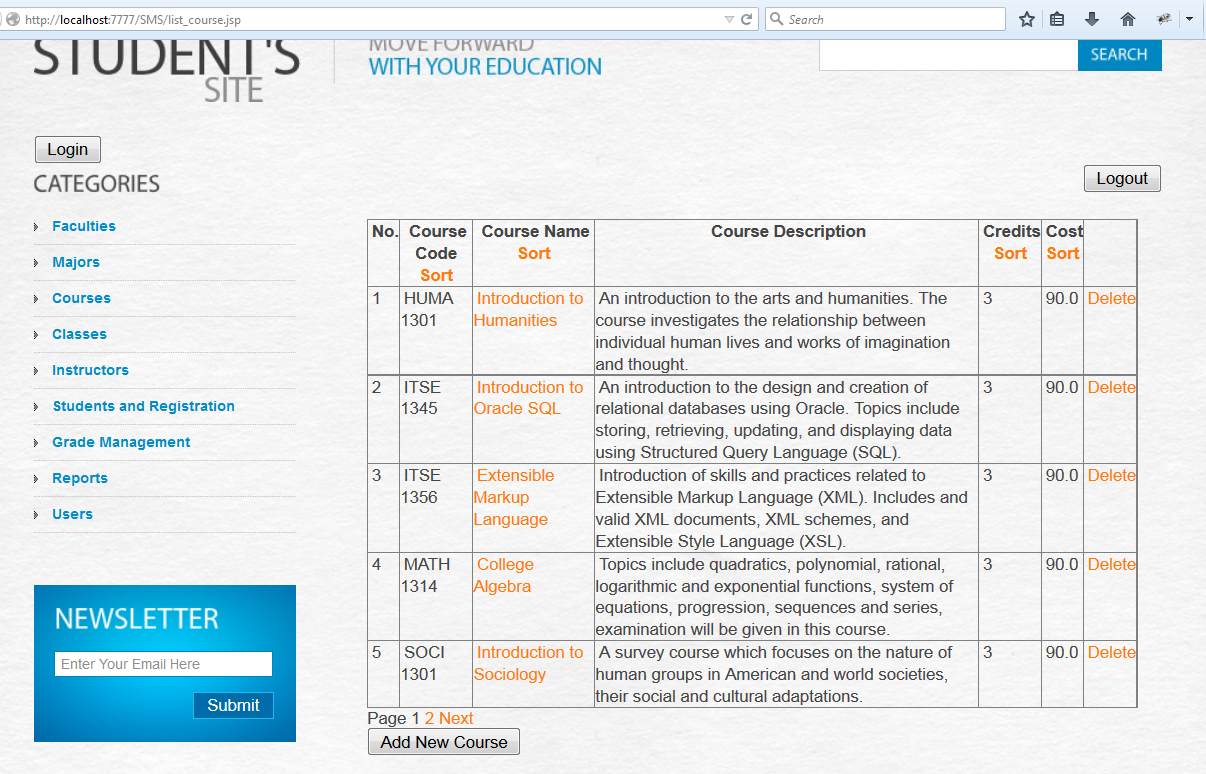 http://localhost:7777/SMS/list_course.jsp
Search
STUDENT'S
SITE
MOVE FORWARD
WITH YOUR EDUCATION
SEARCH
Login
CATEGORIES
Faculties
Majors
Courses
Classes
Instructors
Students and Registration
Grade Management
Reports
Users
NEWSLETTER
Enter Your Email Here
Submit
Logout
No. Course Course Name Course Description Credits Cost
Code Sort Sort Sort
Sort
1 HUMA Introduction to An introduction to the arts and humanities. The 3 90.0 Delete
1301 Humanities course investigates the relationship between
individual human lives and works of imagination
and thought.
2 ITSE Introduction to An introduction to the design and creation of 3 90.0 Delete
1345 Oracle SQL relational databases using Oracle. Topics include
storing, retrieving, updating, and displaying data
using Structured Query Language (SQL).
3 ITSE Extensible Introduction of skills and practices related to 3 90.0 Delete
1356 Markup Extensible Markup Language (XML). Includes and
Language valid XML documents, XML schemes, and
Extensible Style Language (XSL).
4 MATH College Topics include quadratics, polynomial, rational, 3 90.0 Delete
1314 Algebra logarithmic and exponential functions, system of
equations, progression, sequences and series,
examination will be given in this course.
5 SOCI Introduction to A survey course which focuses on the nature of 3 90.0 Delete
1301 Sociology human groups in American and world societies,
their social and cultural adaptations.
Page 1 2 Next
Add New Course